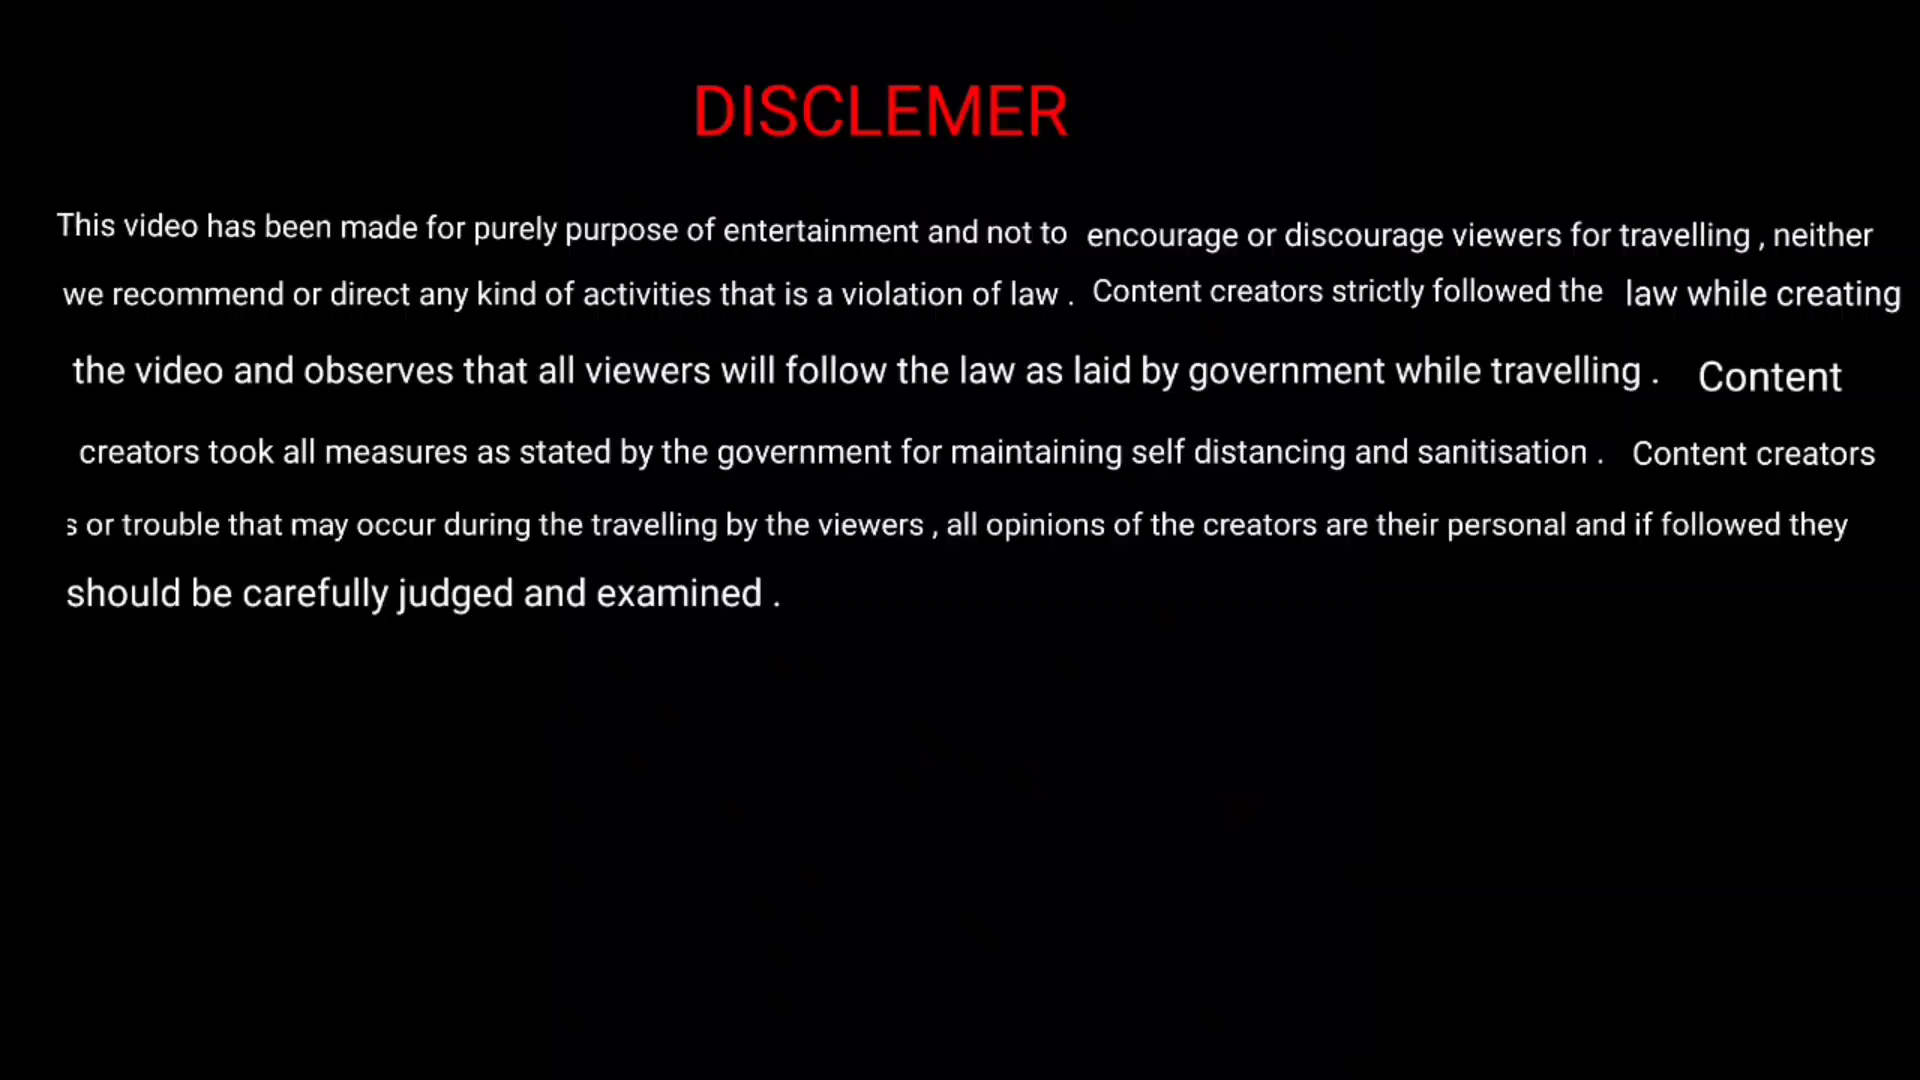 DISCLEMER
This video has been made for purely purpose of entertainment and not to encourage or discourage viewers for travelling , neither
we recommend or direct any kind of activities that is a violation of law . Content creators strictly followed the law while creating
the video and observes that all viewers will follow the law as laid by government while travelling . Content
creators took all measures as stated by the government for maintaining self distancing and sanitisation . Content creators
s or trouble that may occur during the travelling by the viewers , all opinions of the creators are their personal and if followed they
should be carefully judged and examined .